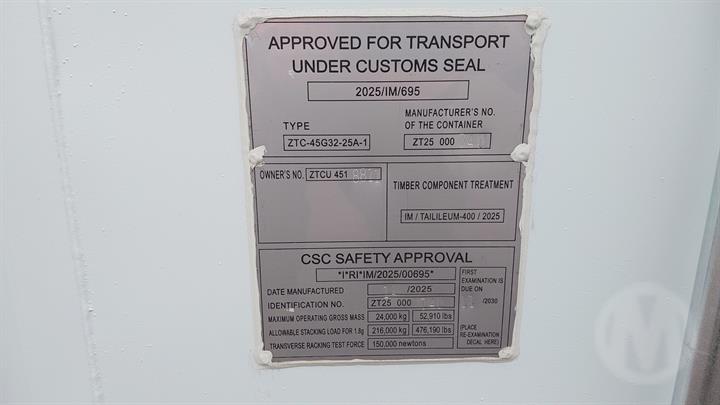 APPROVED FOR TRANSPORT
UNDER CUSTOMS SEAL
2025/IM/695
TYPE
ZTC-45G32-25A-1
MANUFACTURER'S NO.
OF THE CONTAINER
ZT25 000
OWNER'S NO. ZTCU 451
TIMBER COMPONENT TREATMENT
IM / TAILILEUM-400 / 2025
CSC SAFETY APPROVAL
*I*RI*IM/2025/00695*
DATE MANUFACTURED /2025
IDENTIFICATION NO. ZT25 000
MAXIMUM OPERATING GROSS MASS 24,000 kg 52,910 lbs
ALLOWABLE STACKING LOAD FOR 1.8g 216,000 kg 476,190 lbs
TRANSVERSE RACKING TEST FORCE 150,000 newtons
FIRST
EXAMINATION IS
DUE ON
/2030
(PLACE
RE-EXAMINATION
DECAL HERE)
M